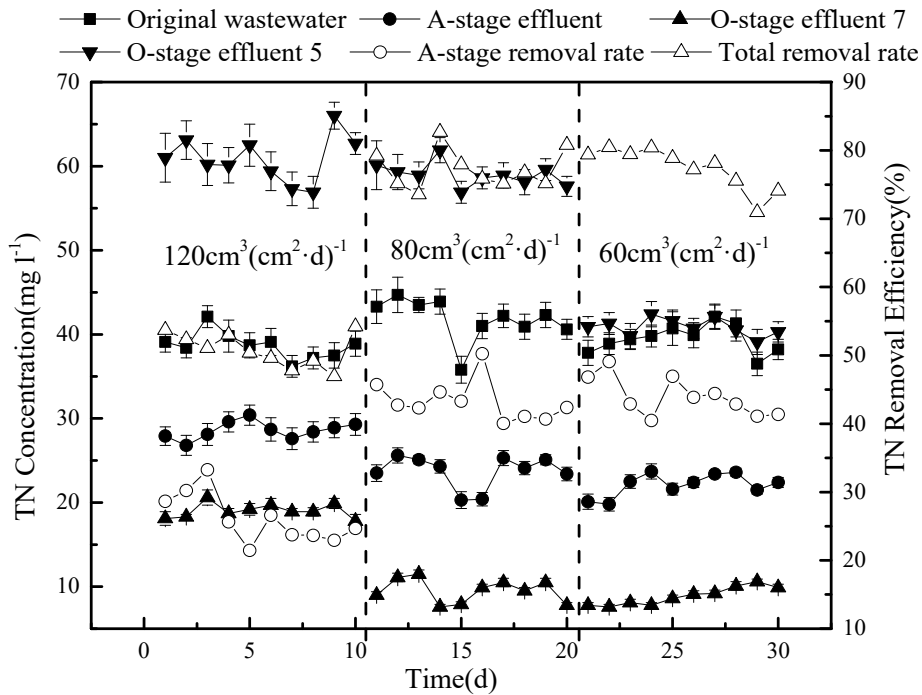 Original wastewater A-stage effluent O-stage effluent 7
O-stage effluent 5 A-stage removal rate Total removal rate
70
60
50
40
30
20
10
TN Concentration(mg l⁻¹)
90
80
70
60
50
40
30
20
10
TN Removal Efficiency(%)
120cm³(cm²·d)⁻¹ 80cm³(cm²·d)⁻¹ 60cm³(cm²·d)⁻¹
0 5 10 15 20 25 30
Time(d)